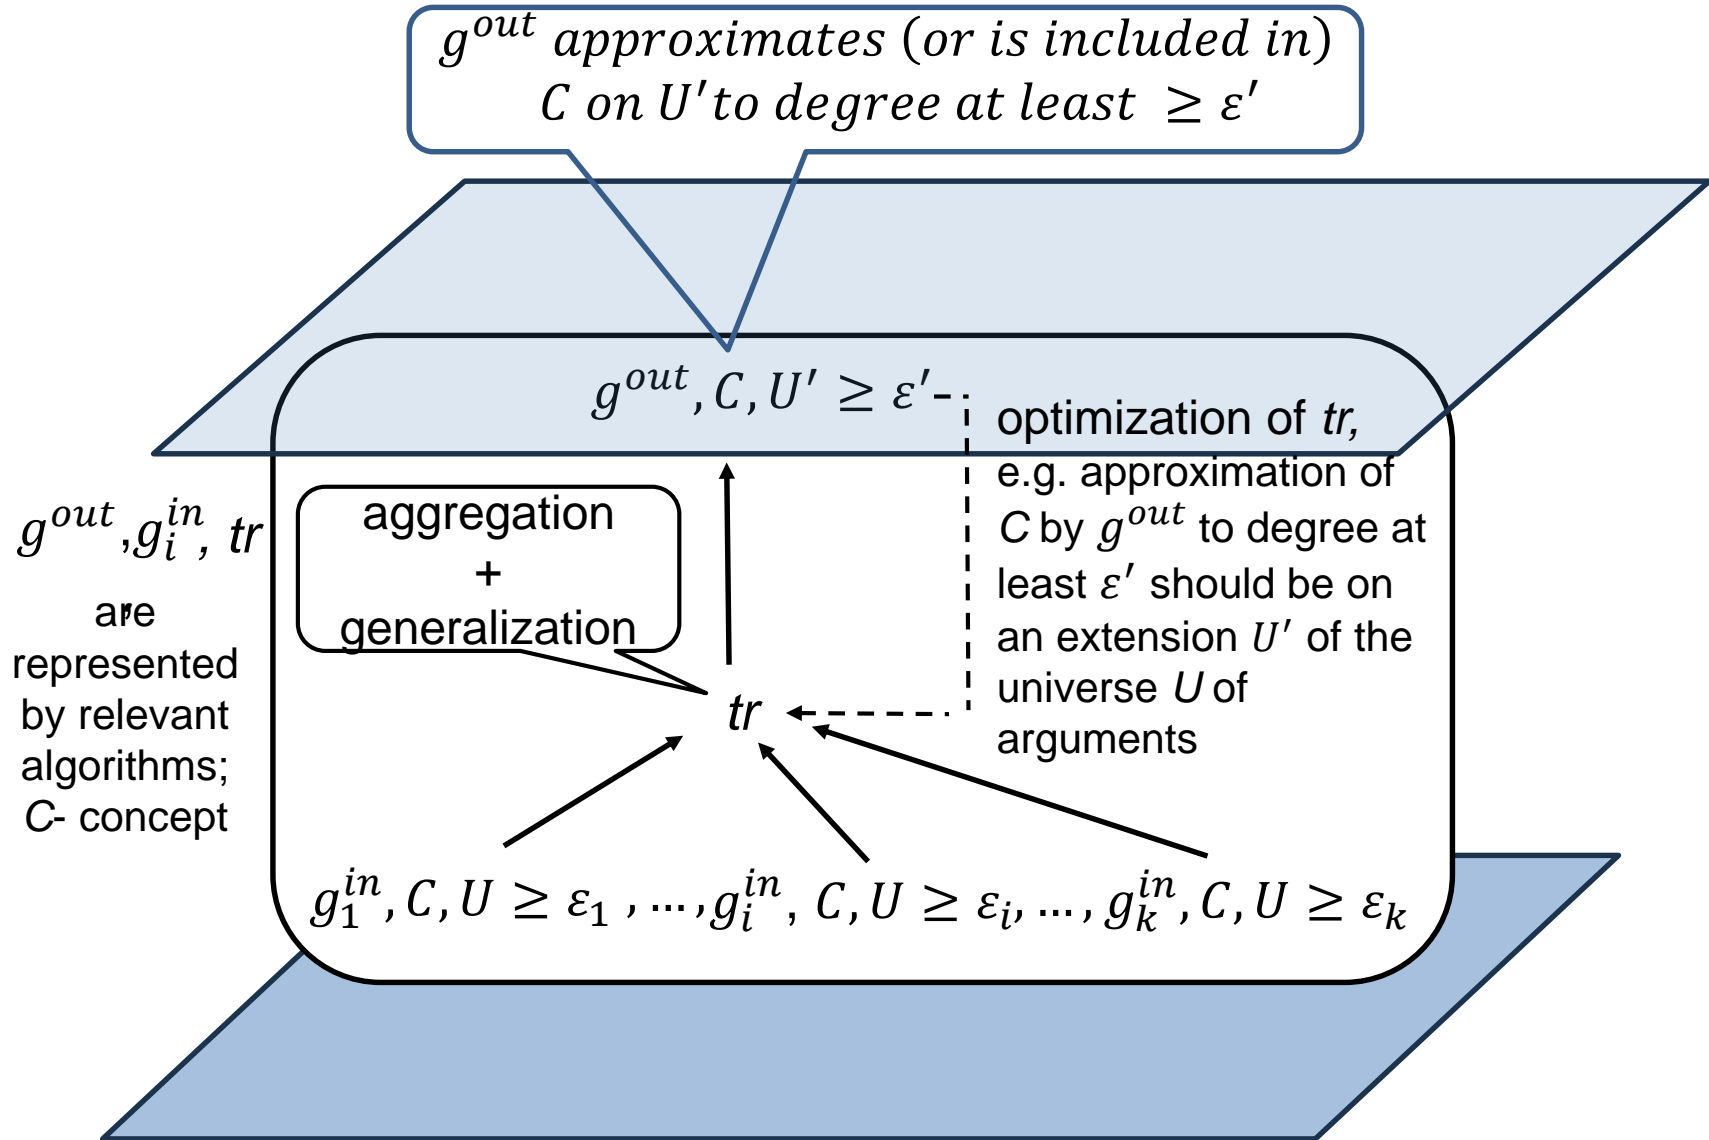 g^{out} approximates (or is included in)
C on U′to degree at least ≥ ε′
g^{out}, C, U′ ≥ ε′
optimization of tr,
e.g. approximation of
C by g^{out} to degree at
least ε′ should be on
an extension U′ of the
universe U of
arguments
aggregation
+
generalization
g^{out},g_i^{in}, tr
,
are
represented
by relevant
algorithms;
C- concept
tr
g_1^{in}, C, U ≥ ε_1 , …, g_i^{in}, C, U ≥ ε_i, …, g_k^{in}, C, U ≥ ε_k